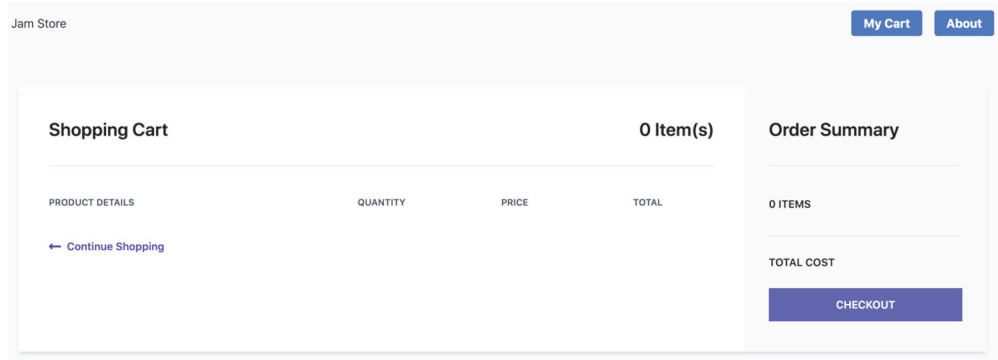 Jam Store
My Cart
About
Shopping Cart
0 Item(s)
Order Summary
PRODUCT DETAILS
QUANTITY
PRICE
TOTAL
0 ITEMS
← Continue Shopping
TOTAL COST
CHECKOUT